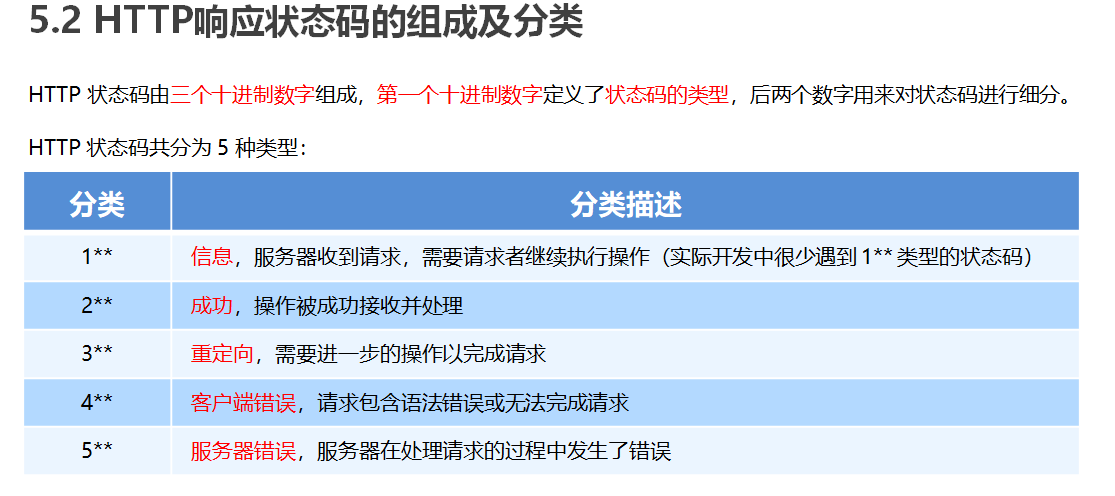 5.2 HTTP响应状态码的组成及分类
HTTP 状态码由三个十进制数字组成，第一个十进制数字定义了状态码的类型，后两个数字用来对状态码进行细分。
HTTP 状态码共分为 5 种类型：
分类 分类描述
1** 信息，服务器收到请求，需要请求者继续执行操作（实际开发中很少遇到 1** 类型的状态码）
2** 成功，操作被成功接收并处理
3** 重定向，需要进一步的操作以完成请求
4** 客户端错误，请求包含语法错误或无法完成请求
5** 服务器错误，服务器在处理请求的过程中发生了错误